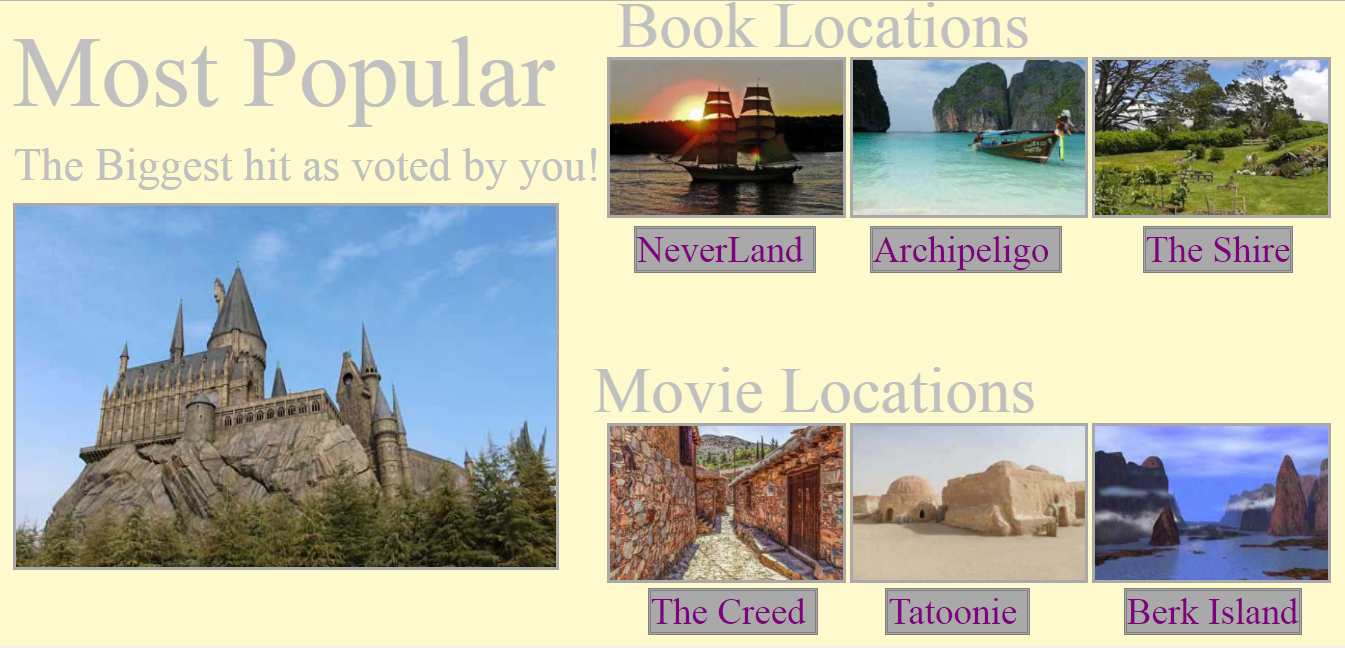 Most Popular
The Biggest hit as voted by you!
Book Locations
NeverLand
Archipeligo
The Shire
Movie Locations
The Creed
Tatoonie
Berk Island